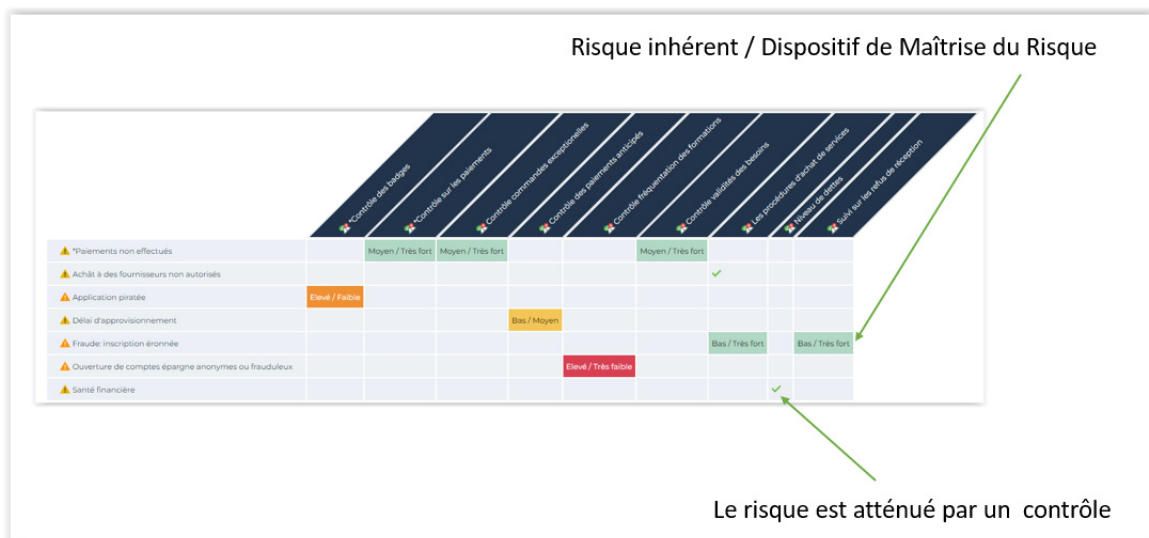 Risque inhérent / Dispositif de Maîtrise du Risque
*Contrôle des badges
*Contrôle sur les paiements
Contrôle commandes exceptionelles
Contrôle des paiements anticipés
Contrôle fréquentation des formations
Contrôle validités des besoins
Les procédures d'achat de services
Niveau de dettes
Suivi sur les refus de réception
*Paiements non effectués Moyen / Très fort Moyen / Très fort Moyen / Très fort
Achât à des fournisseurs non autorisés
Application piratée Elevé / Faible
Délai d'approvisionnement Bas / Moyen
Fraude: inscription éronnée Bas / Très fort Bas / Très fort
Ouverture de comptes épargne anonymes ou frauduleux Elevé / Très faible
Santé financière
Le risque est atténué par un contrôle